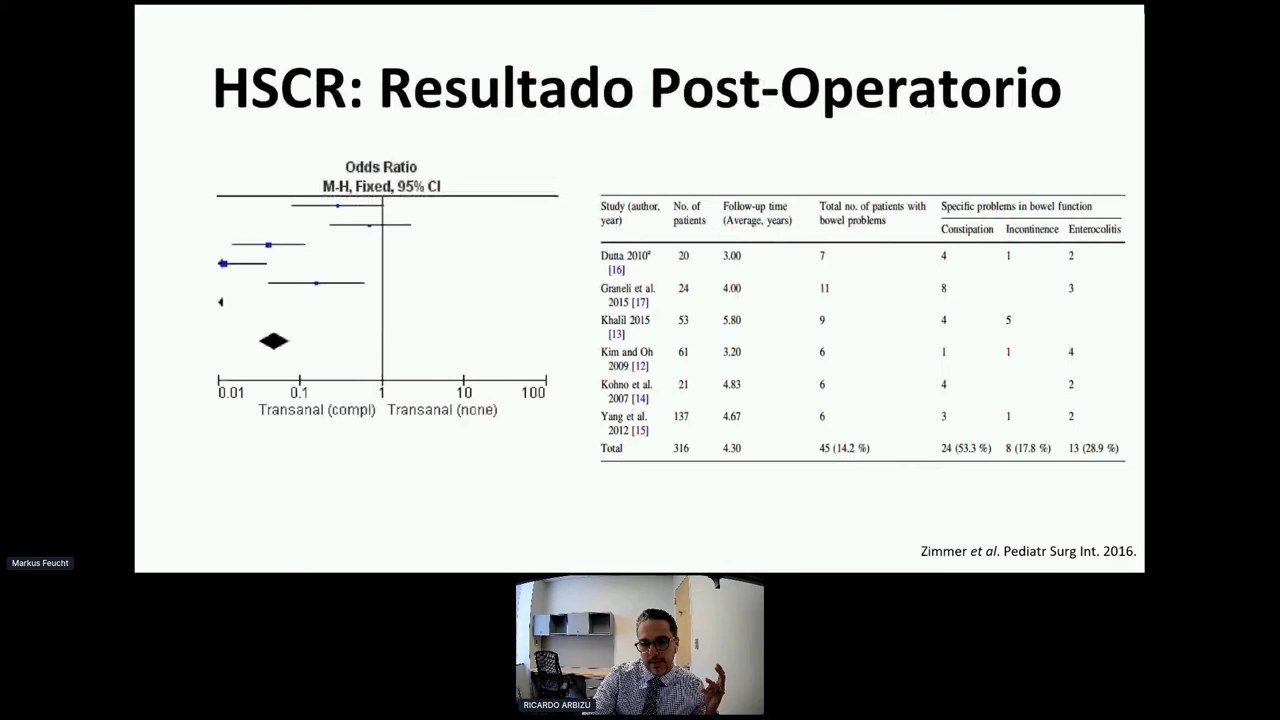 HSCR: Resultado Post-Operatorio
Odds Ratio
M-H, Fixed, 95% CI
0.01 0.1 1 10 100
Transanal (compl) Transanal (none)
Study (author, year) No. of patients Follow-up time (Average, years) Total no. of patients with bowel problems Specific problems in bowel function
Constipation Incontinence Enterocolitis
Dutta 2010ª [16] 20 3.00 7 4 1 2
Graneli et al. 2015 [17] 24 4.00 11 8 3
Khalil 2015 [13] 53 5.80 9 4 5
Kim and Oh 2009 [12] 61 3.20 6 1 1 4
Kohno et al. 2007 [14] 21 4.83 6 4 2
Yang et al. 2012 [15] 137 4.67 6 3 1 2
Total 316 4.30 45 (14.2 %) 24 (53.3 %) 8 (17.8 %) 13 (28.9 %)
Zimmer et al. Pediatr Surg Int. 2016.
Markus Feucht
RICARDO ARBIZU